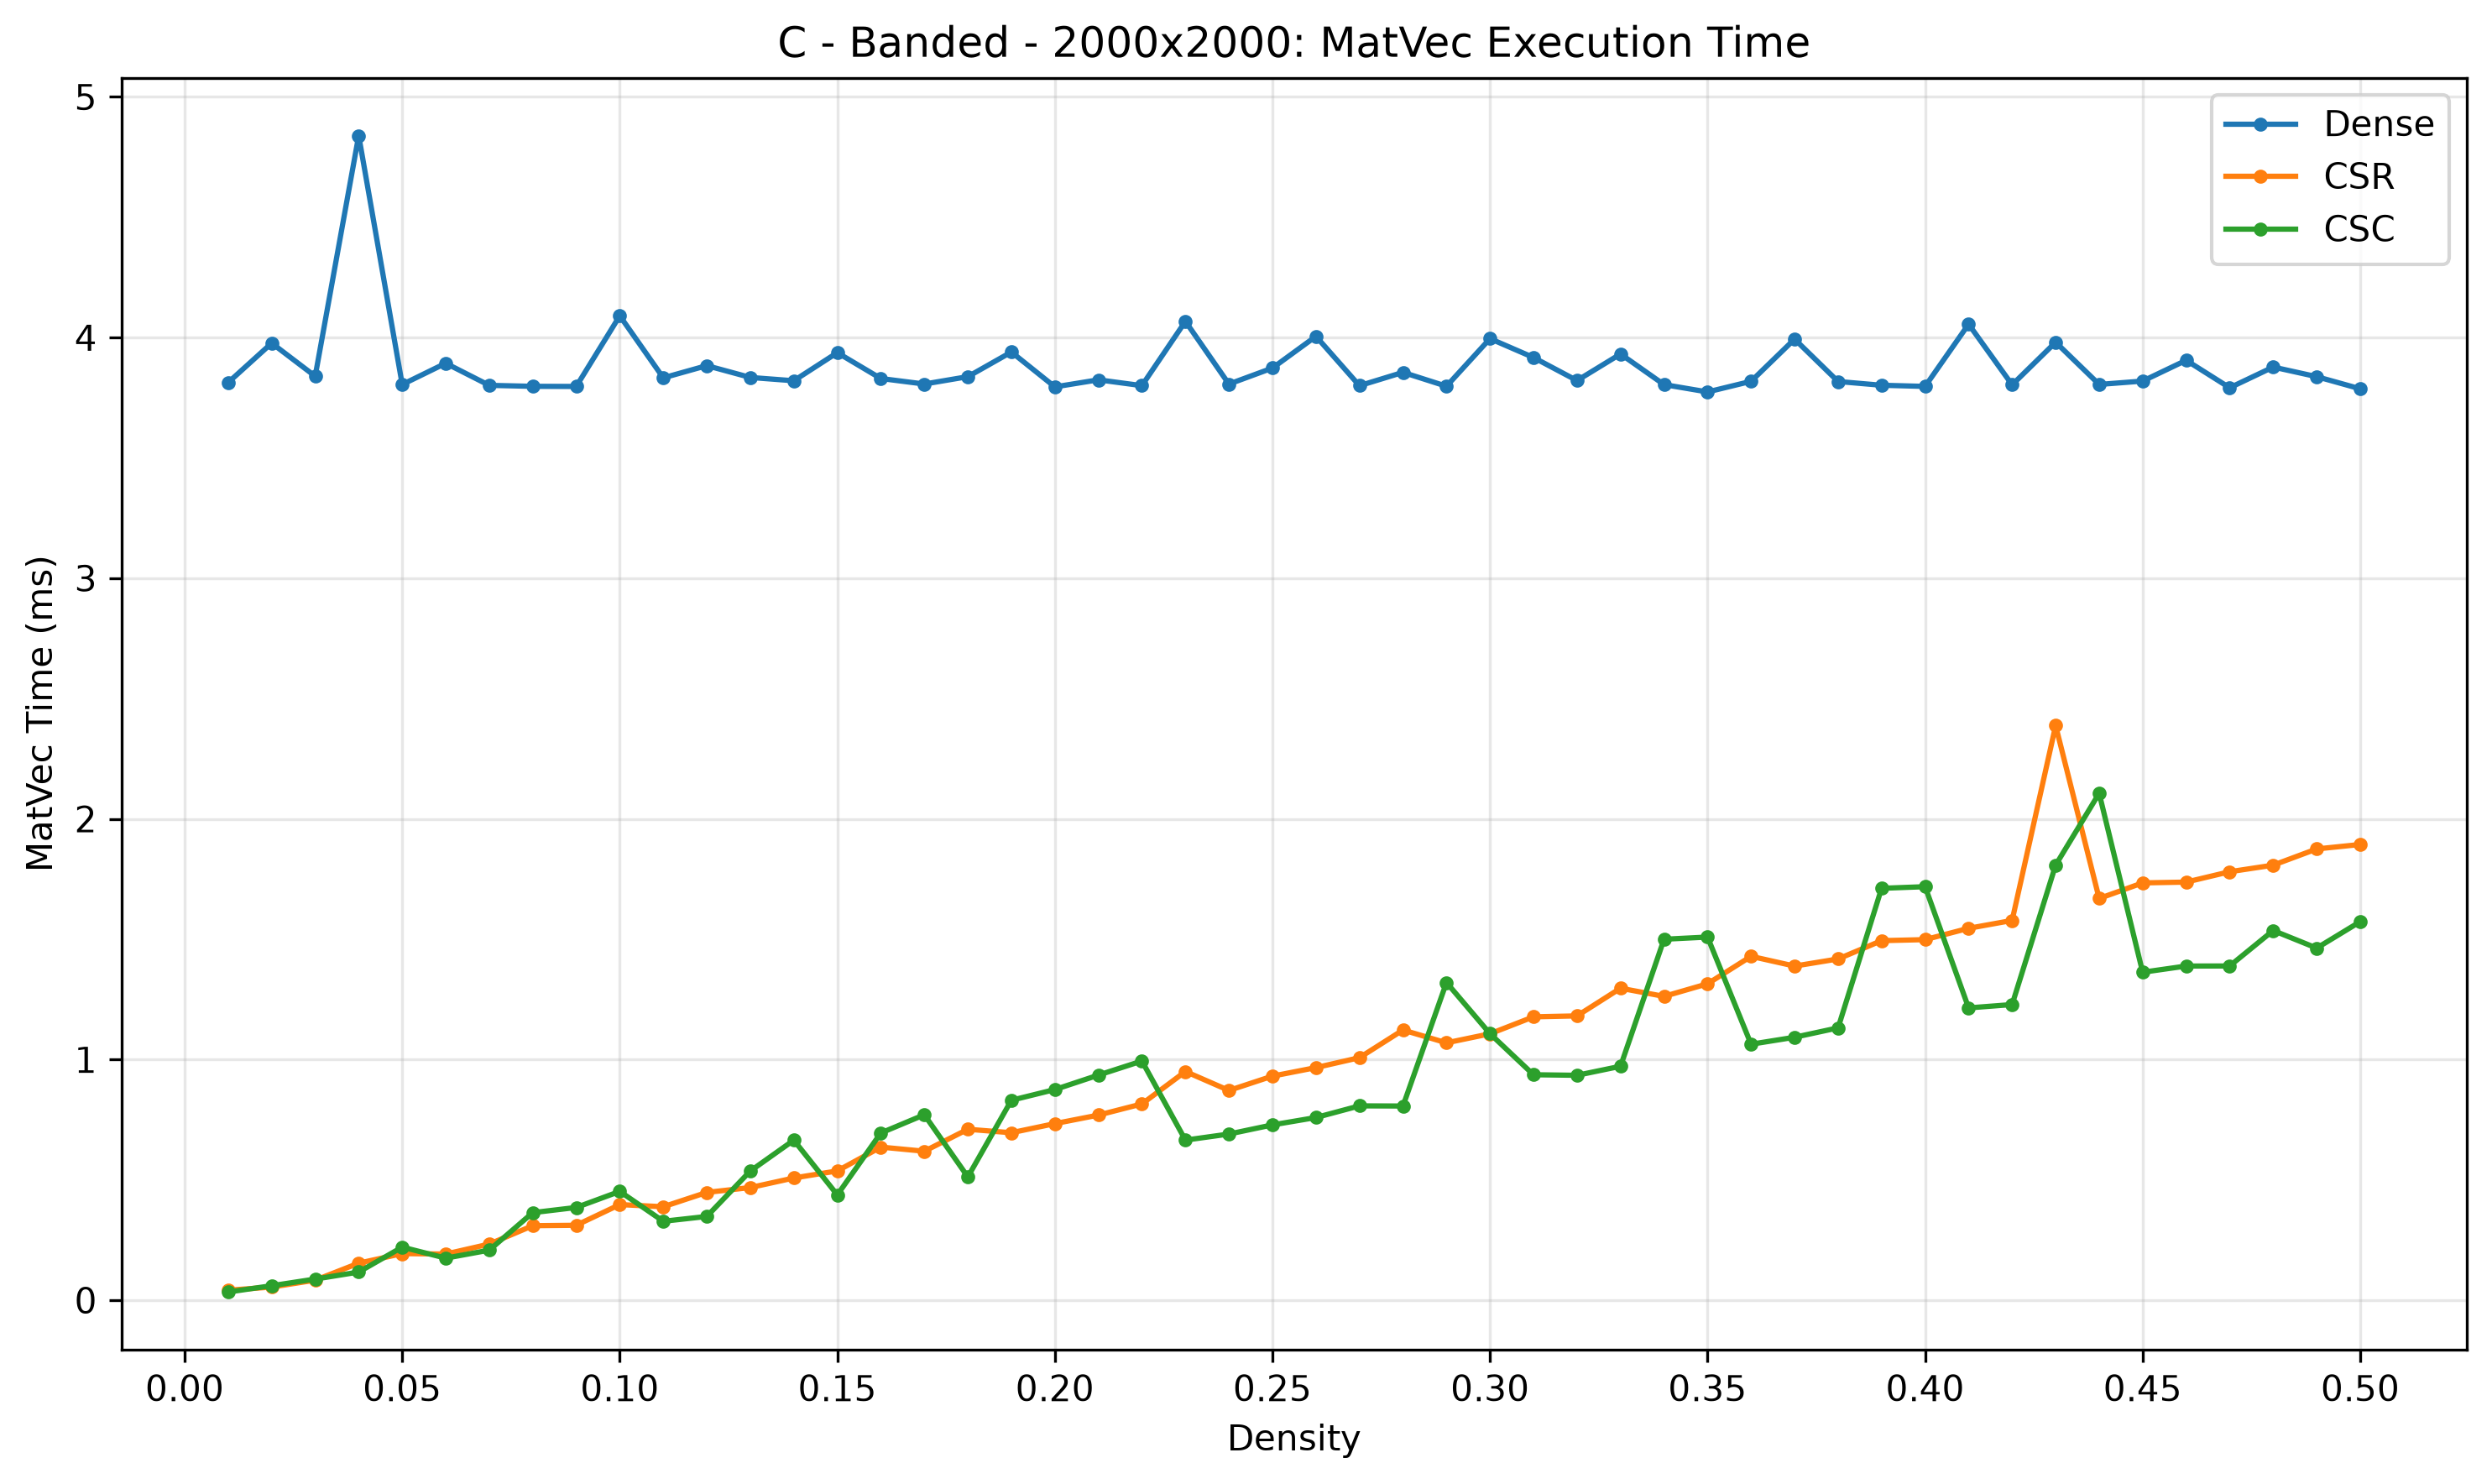 C - Banded - 2000x2000: MatVec Execution Time
Dense
CSR
CSC
MatVec Time (ms)
5
4
3
2
1
0
0.00 0.05 0.10 0.15 0.20 0.25 0.30 0.35 0.40 0.45 0.50
Density